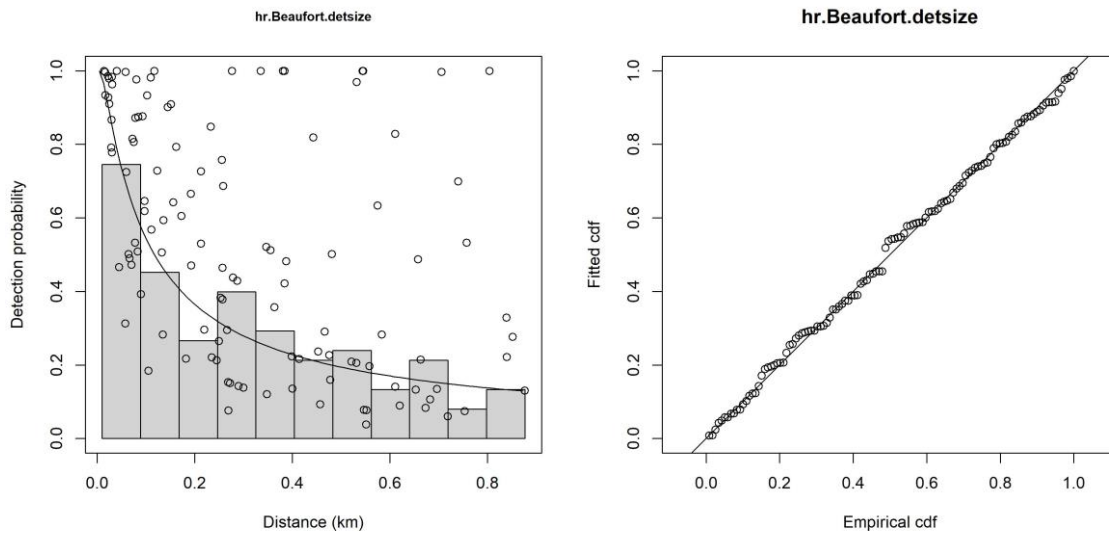 hr.Beaufort.detsize
Detection probability
1.0
0.8
0.6
0.4
0.2
0.0
0.0 0.2 0.4 0.6 0.8
Distance (km)
hr.Beaufort.detsize
Fitted cdf
1.0
0.8
0.6
0.4
0.2
0.0
0.0 0.2 0.4 0.6 0.8 1.0
Empirical cdf